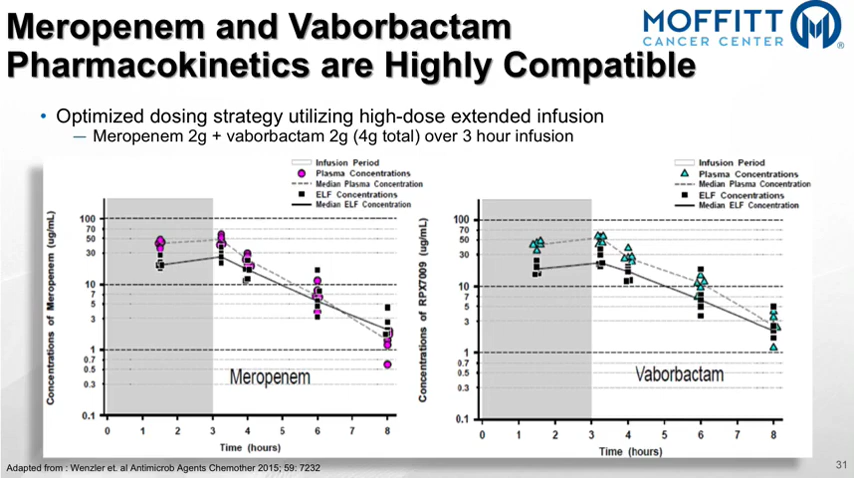 Meropenem and Vaborbactam
Pharmacokinetics are Highly Compatible
MOFFITT
CANCER CENTER
®
• Optimized dosing strategy utilizing high-dose extended infusion
— Meropenem 2g + vaborbactam 2g (4g total) over 3 hour infusion
Infusion Period
Plasma Concentrations
Median Plasma Concentration
ELF Concentrations
Median ELF Concentration
Concentrations of Meropenem (ug/mL)
100
70
50
30
10
7
5
3
1
0.7
0.5
0.3
0.1
Meropenem
0 1 2 3 4 5 6 7 8
Time (hours)
Infusion Period
Plasma Concentrations
Median Plasma Concentration
ELF Concentrations
Median ELF Concentration
Concentrations of RPX7009 (ug/mL)
100
70
50
30
10
7
5
3
1
0.7
0.5
0.3
0.1
Vaborbactam
0 1 2 3 4 5 6 7 8
Time (hours)
Adapted from : Wenzler et. al Antimicrob Agents Chemother 2015; 59: 7232
31